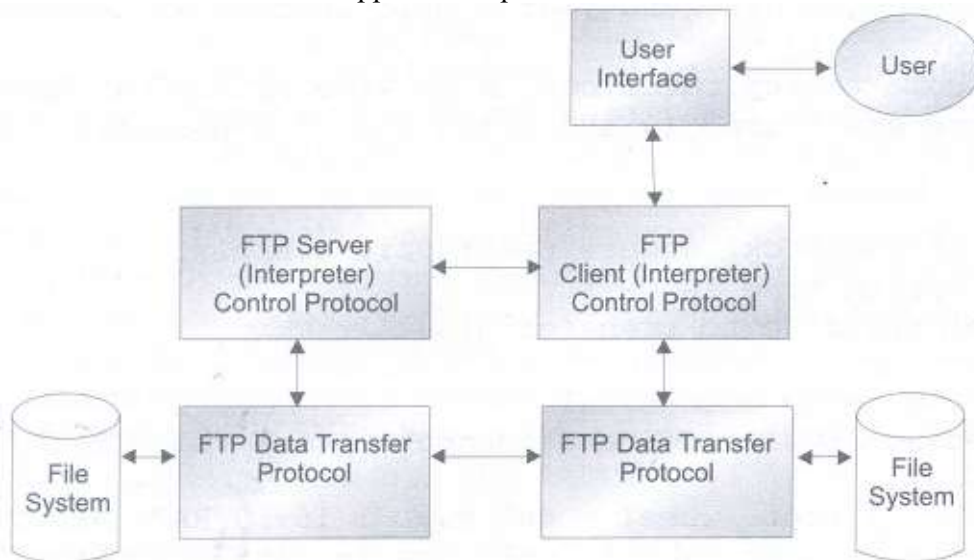 User
Interface
User
FTP Server
(Interpreter)
Control Protocol
FTP
Client (Interpreter)
Control Protocol
File
System
FTP Data Transfer
Protocol
FTP Data Transfer
Protocol
File
System